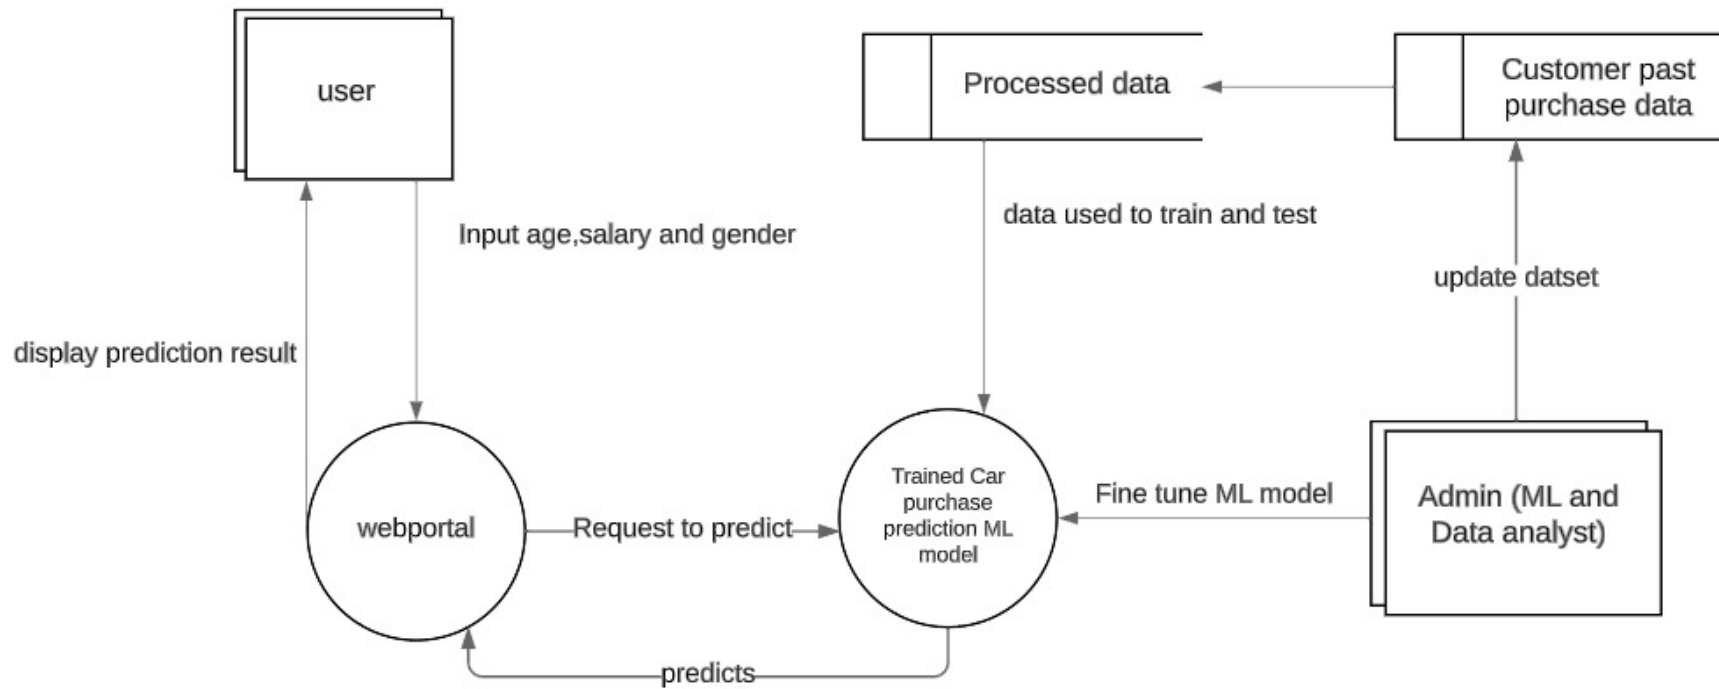 user
Processed data
Customer past
purchase data
Input age,salary and gender
data used to train and test
update datset
display prediction result
webportal
Request to predict
Trained Car
purchase
prediction ML
model
Fine tune ML model
Admin (ML and
Data analyst)
predicts